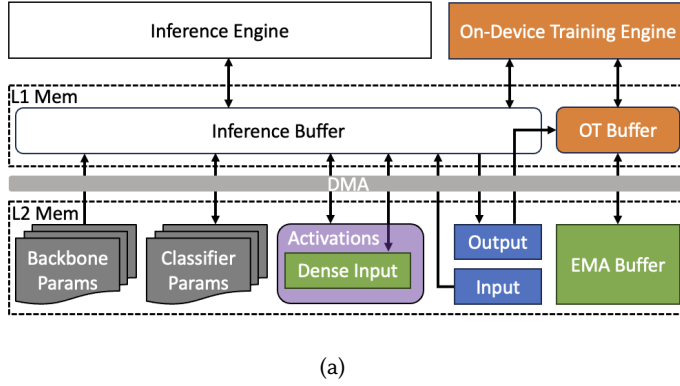 Inference Engine
On-Device Training Engine
L1 Mem
Inference Buffer
OT Buffer
DMA
L2 Mem
Backbone
Params
Classifier
Params
Activations
Dense Input
Output
Input
EMA Buffer
(a)